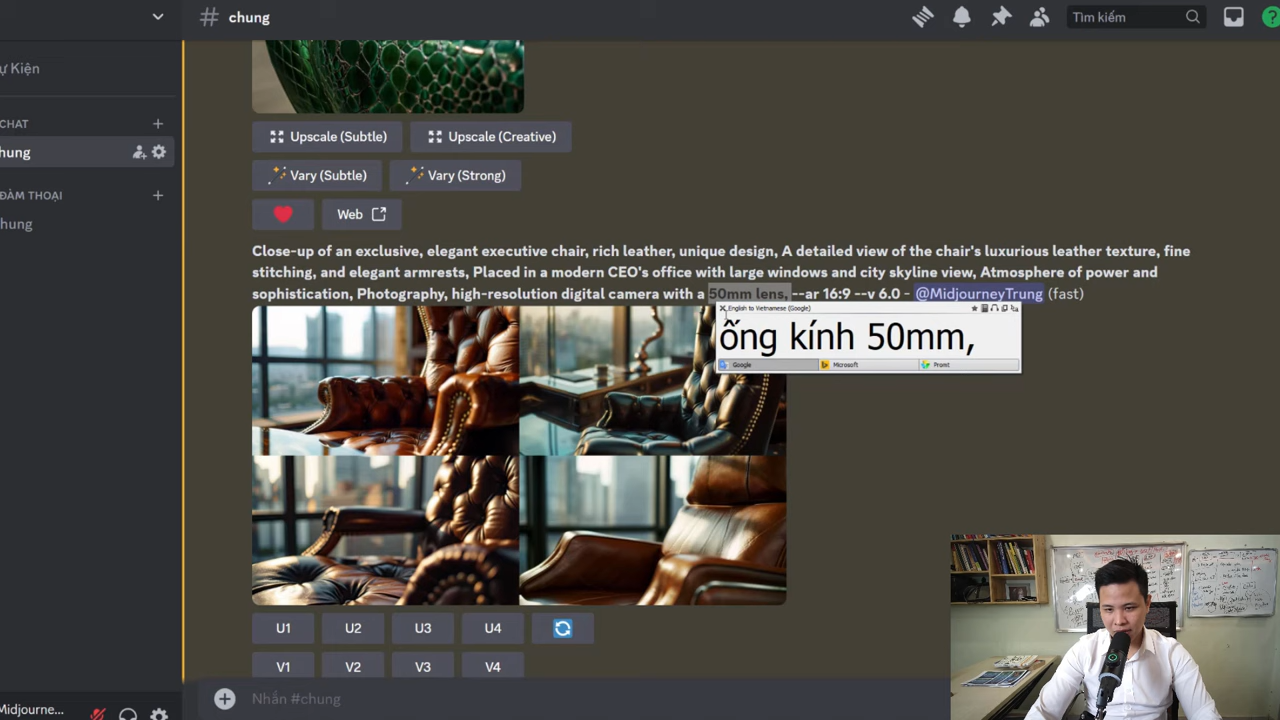 chung
Tìm kiếm
ự Kiện
CHAT
hung
ĐÀM THOẠI
hung
Upscale (Subtle)
Upscale (Creative)
Vary (Subtle)
Vary (Strong)
Web
Close-up of an exclusive, elegant executive chair, rich leather, unique design, A detailed view of the chair's luxurious leather texture, fine
stitching, and elegant armrests, Placed in a modern CEO's office with large windows and city skyline view, Atmosphere of power and
sophistication, Photography, high-resolution digital camera with a 50mm lens, --ar 16:9 --v 6.0 - @MidjourneyTrung (fast)
English to Vietnamese (Google)
ống kính 50mm,
Google
Microsoft
Promt
U1
U2
U3
U4
V1
V2
V3
V4
Nhắn #chung
Midjourne...